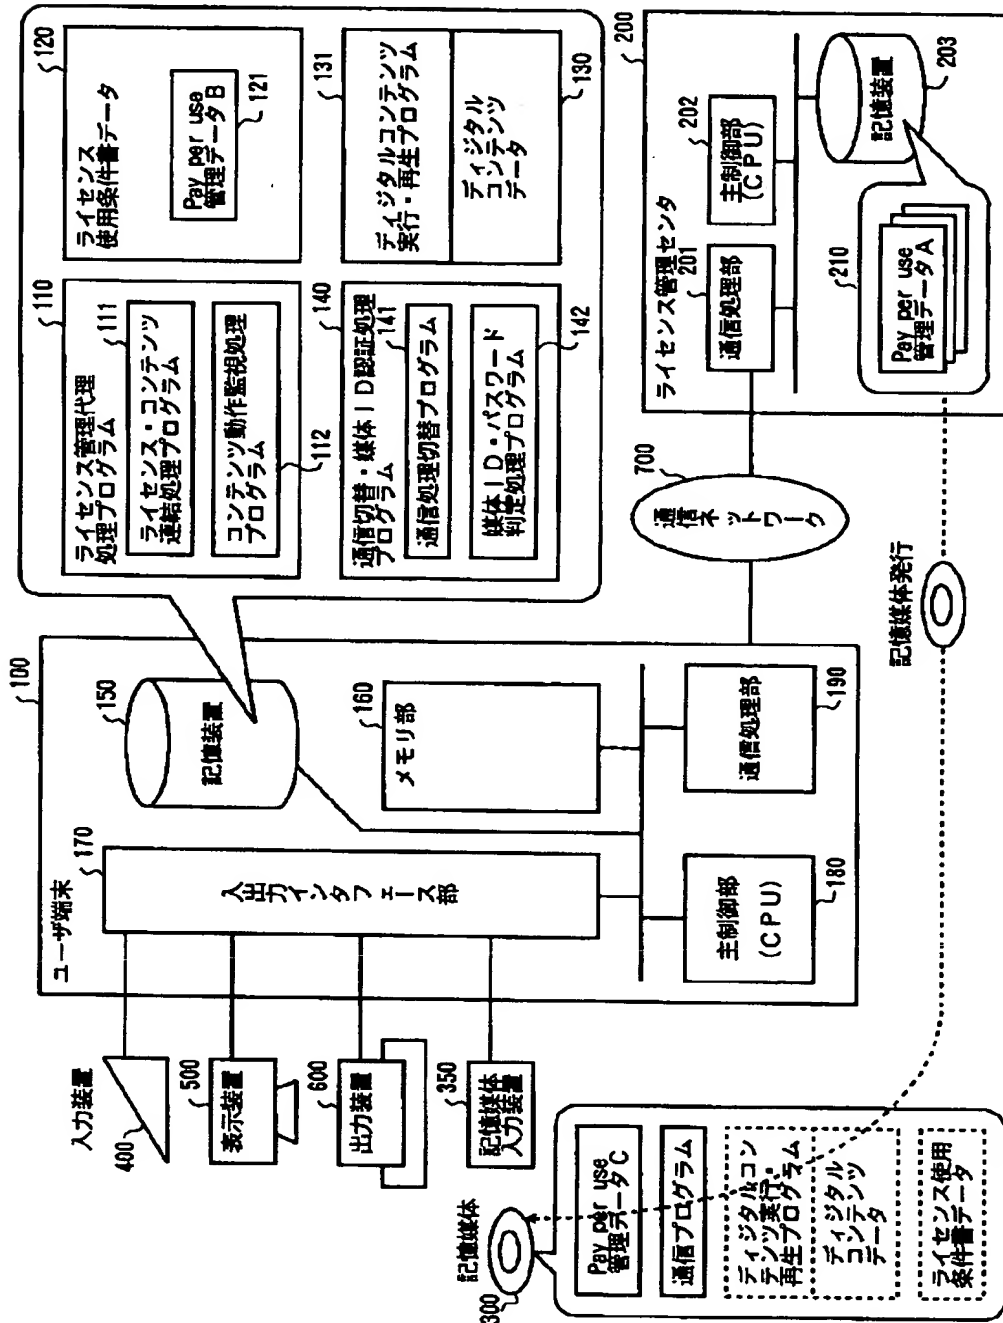 ユーザ端末
100
入力装置
400
500
表示装置
600
出力装置
350
記憶媒体
入力装置
170
入出力インタフェース部
150
記憶装置
160
メモリ部
主制御部
(CPU)
180
通信処理部
190
110
ライセンス管理代理
処理プログラム
111
ライセンス・コンテンツ
連結処理プログラム
コンテンツ動作監視処理
プログラム
112
120
ライセンス
使用条件書データ
Pay per use
管理データB
121
140
通信切替・媒体ID認証処理
プログラム
141
通信処理切替プログラム
媒体ID・パスワード
判定処理プログラム
142
131
ディジタルコンテンツ
実行・再生プログラム
ディジタル
コンテンツ
データ
130
700
通信
ネットワーク
200
ライセンス管理センタ
201
通信処理部
202
主制御部
(CPU)
記憶装置
203
210
Pay per use
管理データA
記憶媒体発行
記憶媒体
300
Pay per use
管理データC
通信プログラム
ディジタルコン
テンツ実行・
再生プログラム
ディジタル
コンテンツ
データ
ライセンス使用
条件書データ